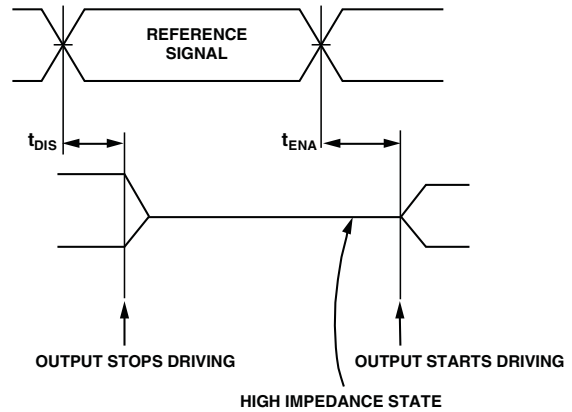 REFERENCE
SIGNAL
tDIS
tENA
OUTPUT STOPS DRIVING
OUTPUT STARTS DRIVING
HIGH IMPEDANCE STATE